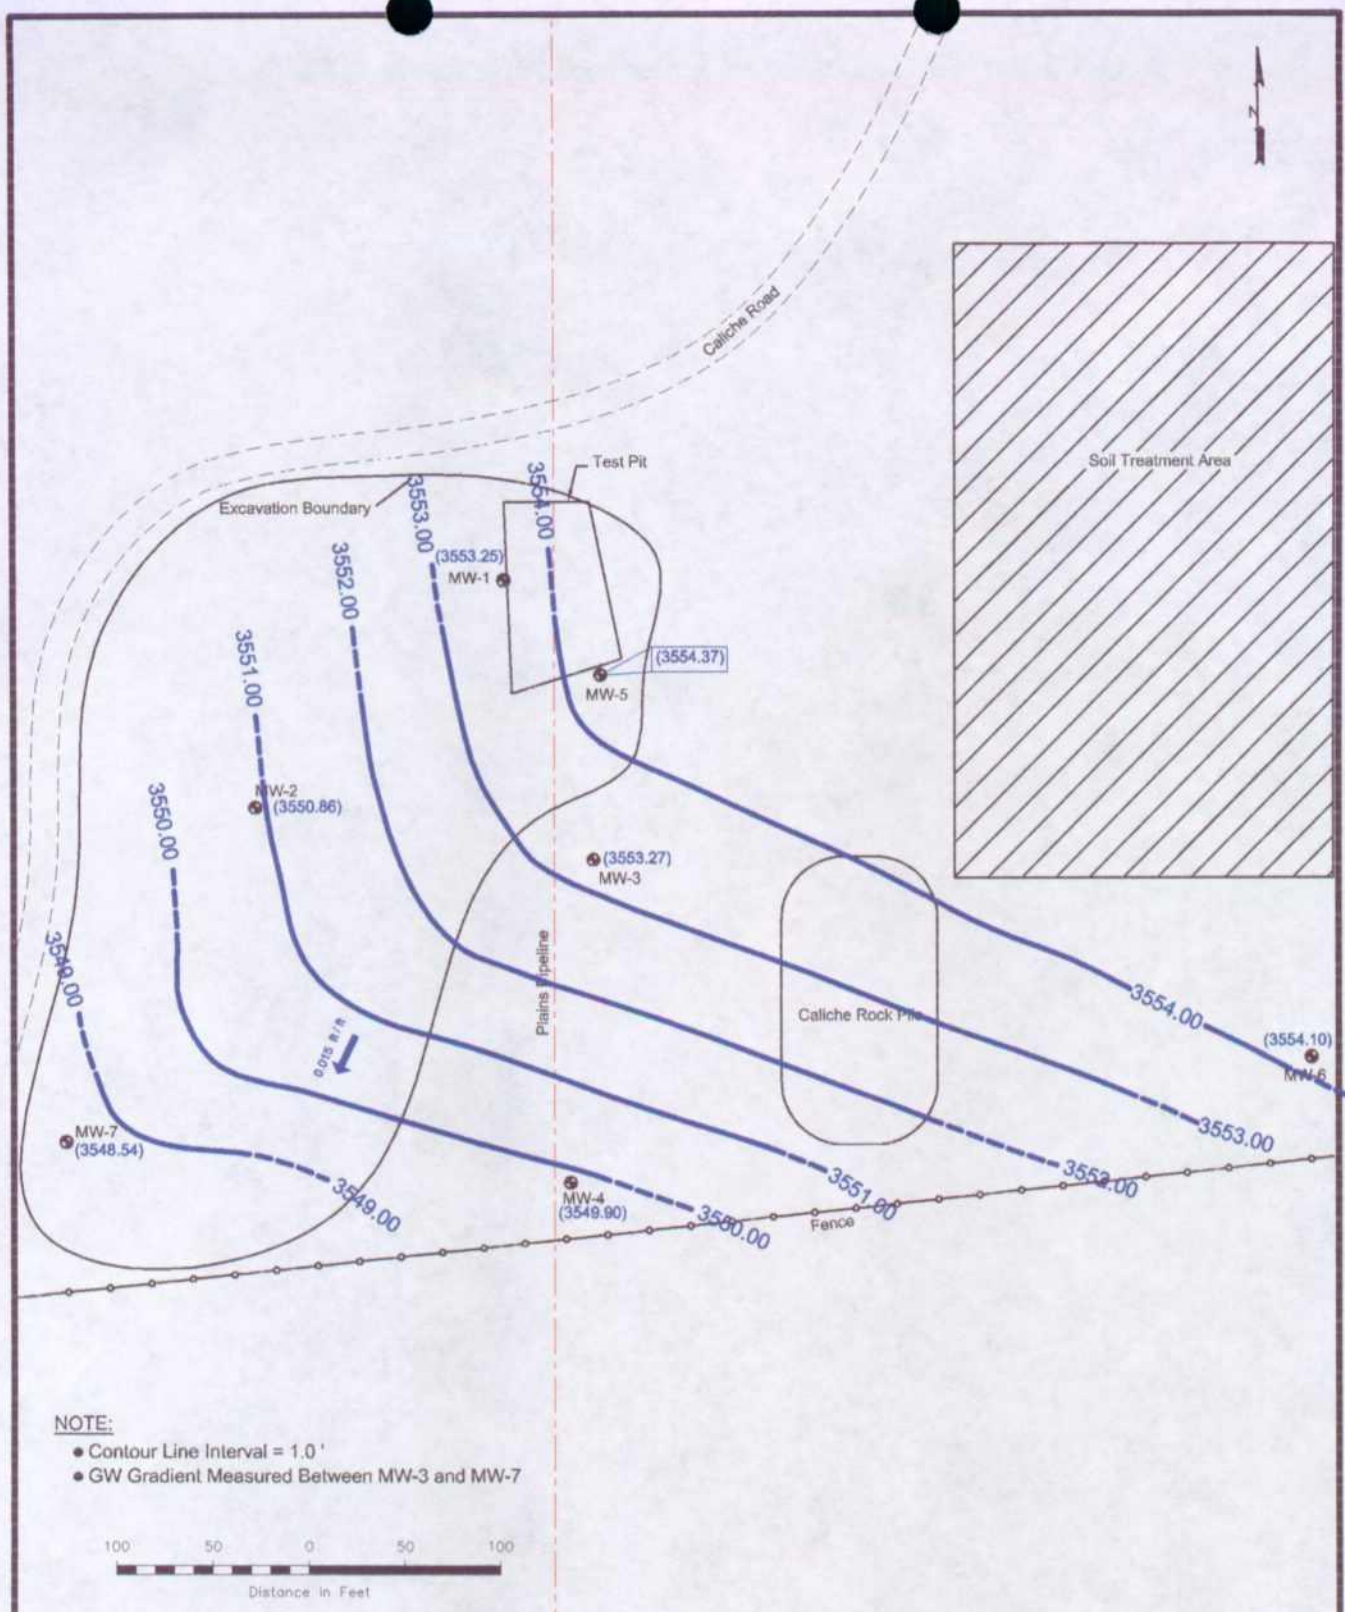 N
Caliche Road
Soil Treatment Area
Test Pit
Excavation Boundary
3554.00
3553.00
(3553.25)
MW-1
3552.00
3551.00
(3554.37)
MW-5
MW-2
(3550.86)
3550.00
(3553.27)
MW-3
3549.00
Plains Pipeline
Caliche Rock Pile
3554.00
(3554.10)
MW-6
0.015 ft/ft
3553.00
MW-7
(3548.54)
3552.00
3551.00
MW-4
(3549.90)
3549.00
3550.00
Fence
NOTE:
● Contour Line Interval = 1.0 '
● GW Gradient Measured Between MW-3 and MW-7
100 50 0 50 100
Distance in Feet